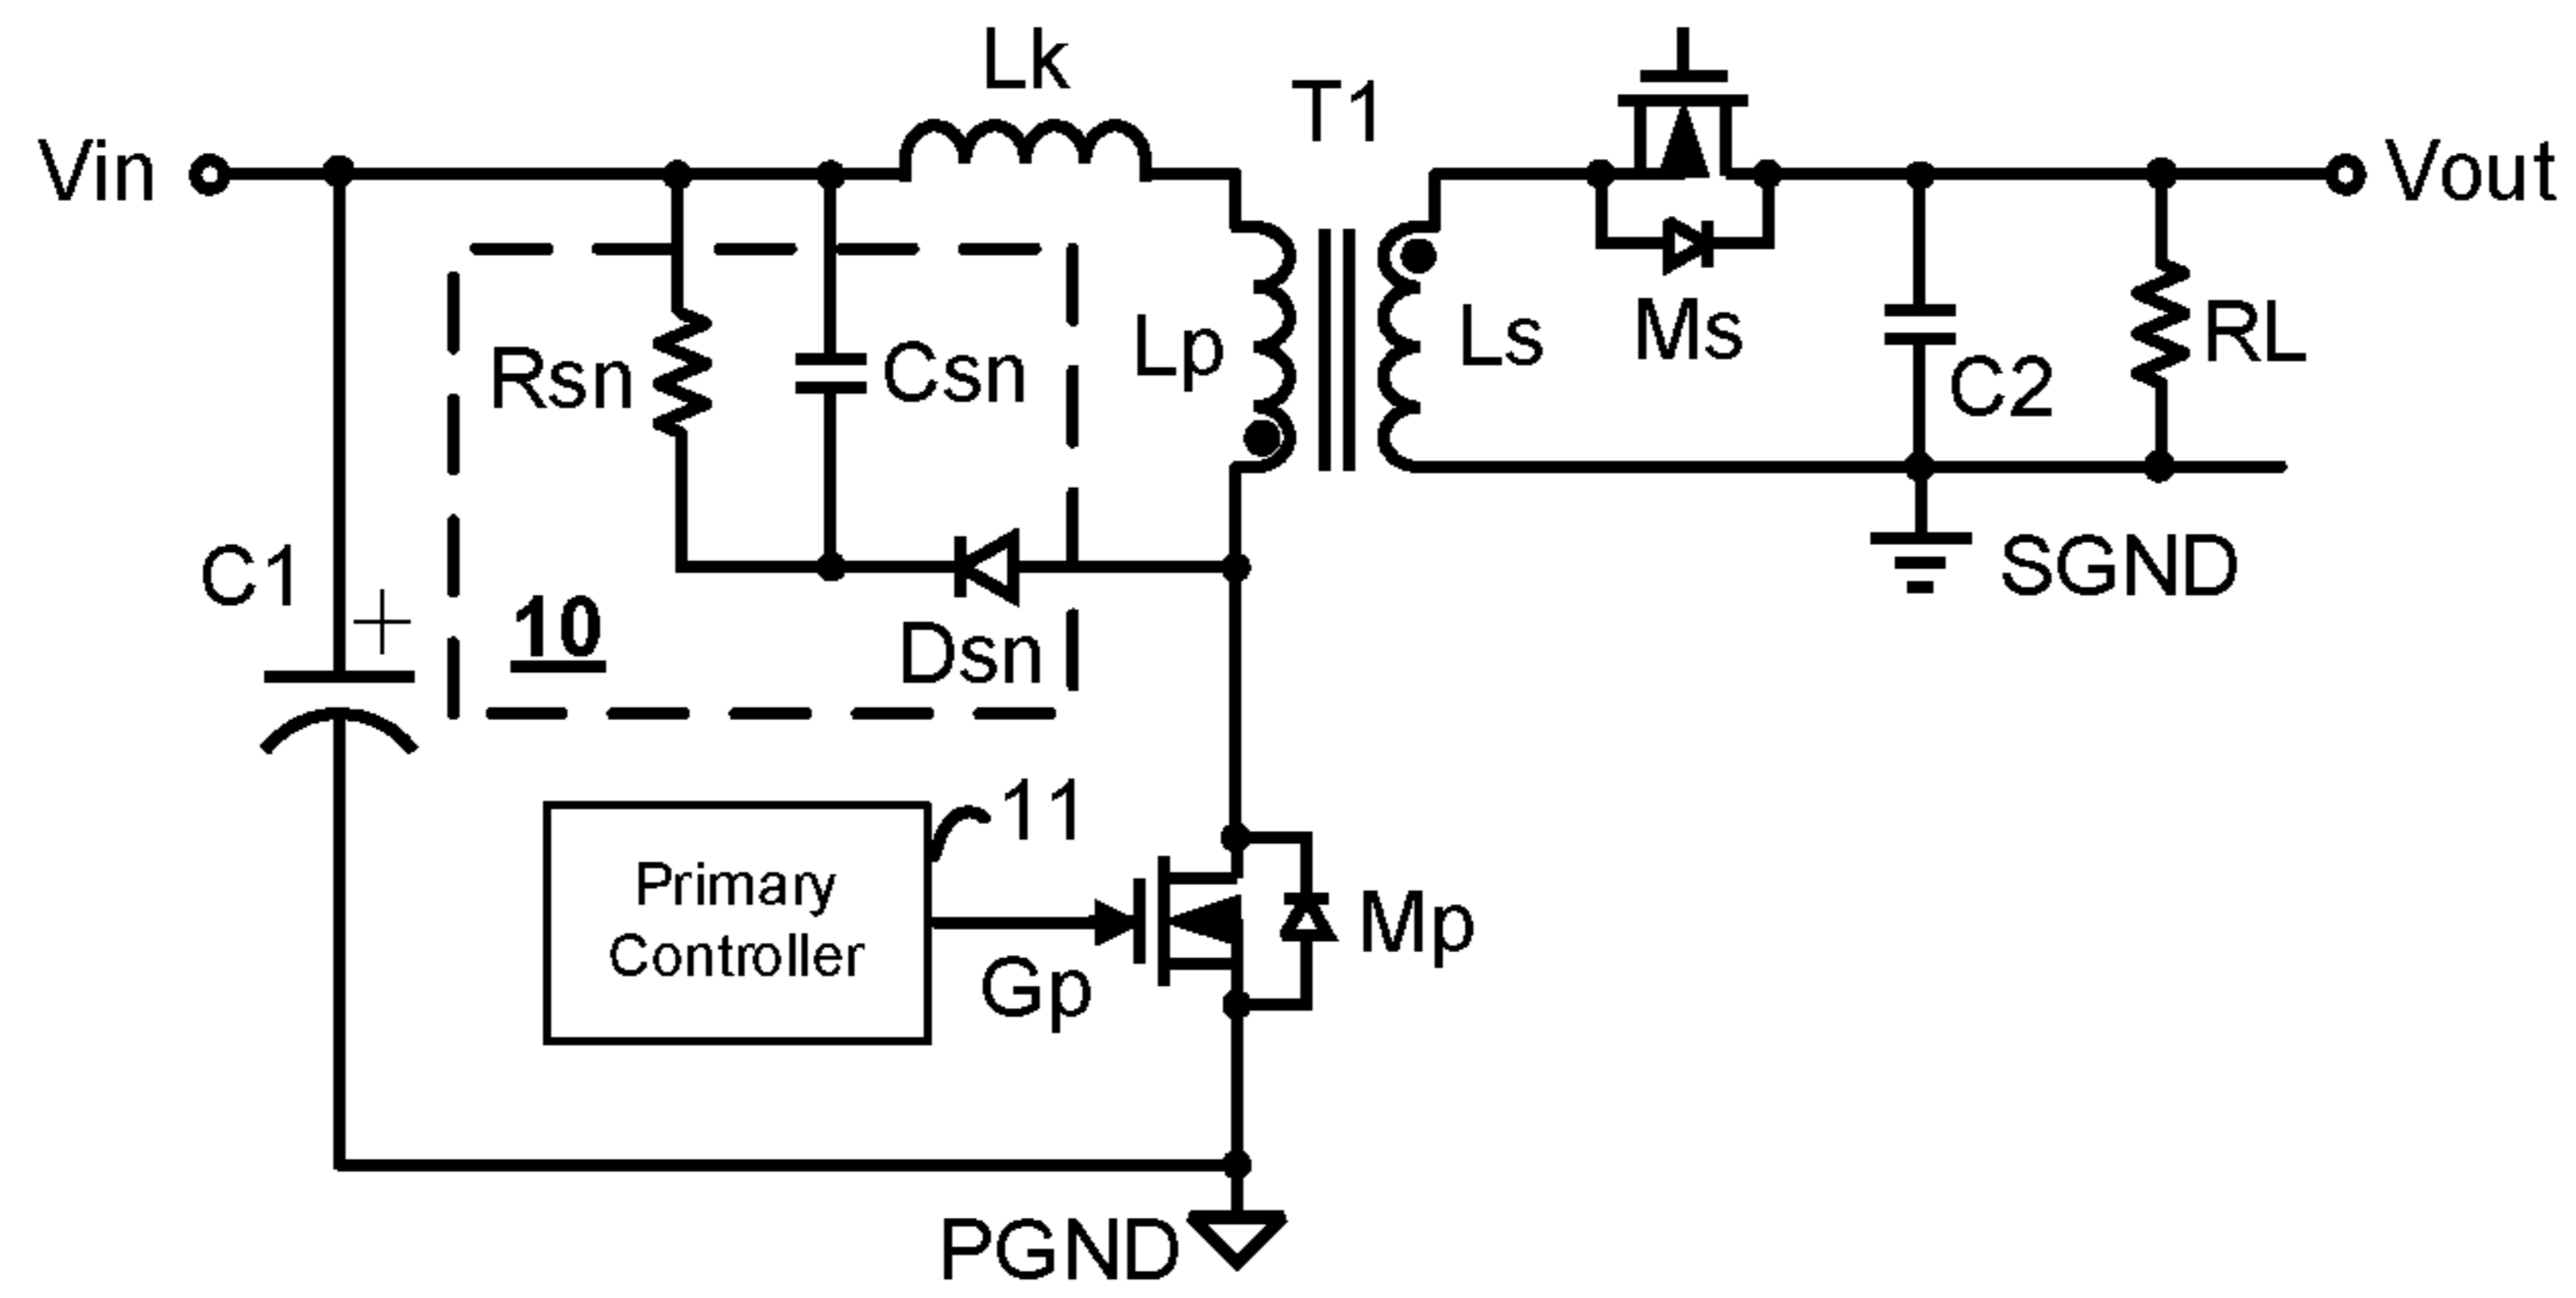 Lk
T1
Vin
Vout
Rsn
Csn
Lp
Ls
Ms
C2
RL
C1
+
10
Dsn
SGND
11
Primary
Controller
Gp
Mp
PGND